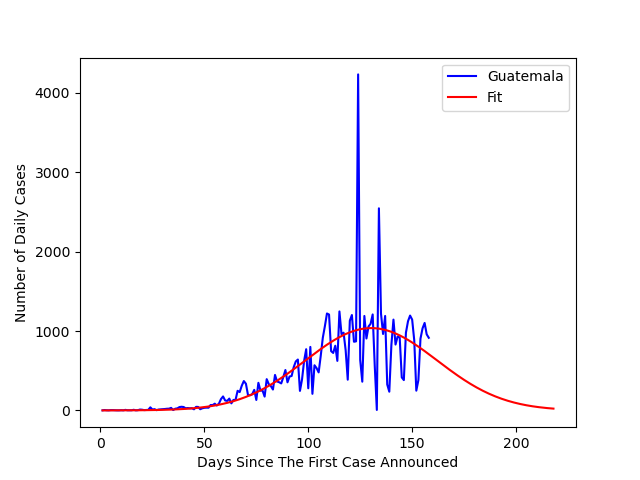 Guatemala
Fit
Number of Daily Cases
4000
3000
2000
1000
0
0 50 100 150 200
Days Since The First Case Announced